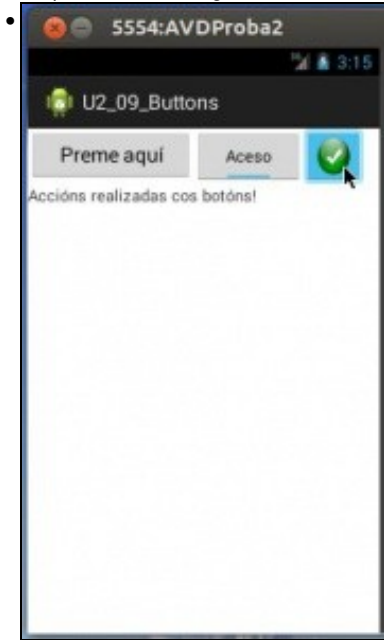 5554:AVDProba2
3:15
U2_09_Buttons
Preme aquí
Aceso
Accións realizadas cos botóns!